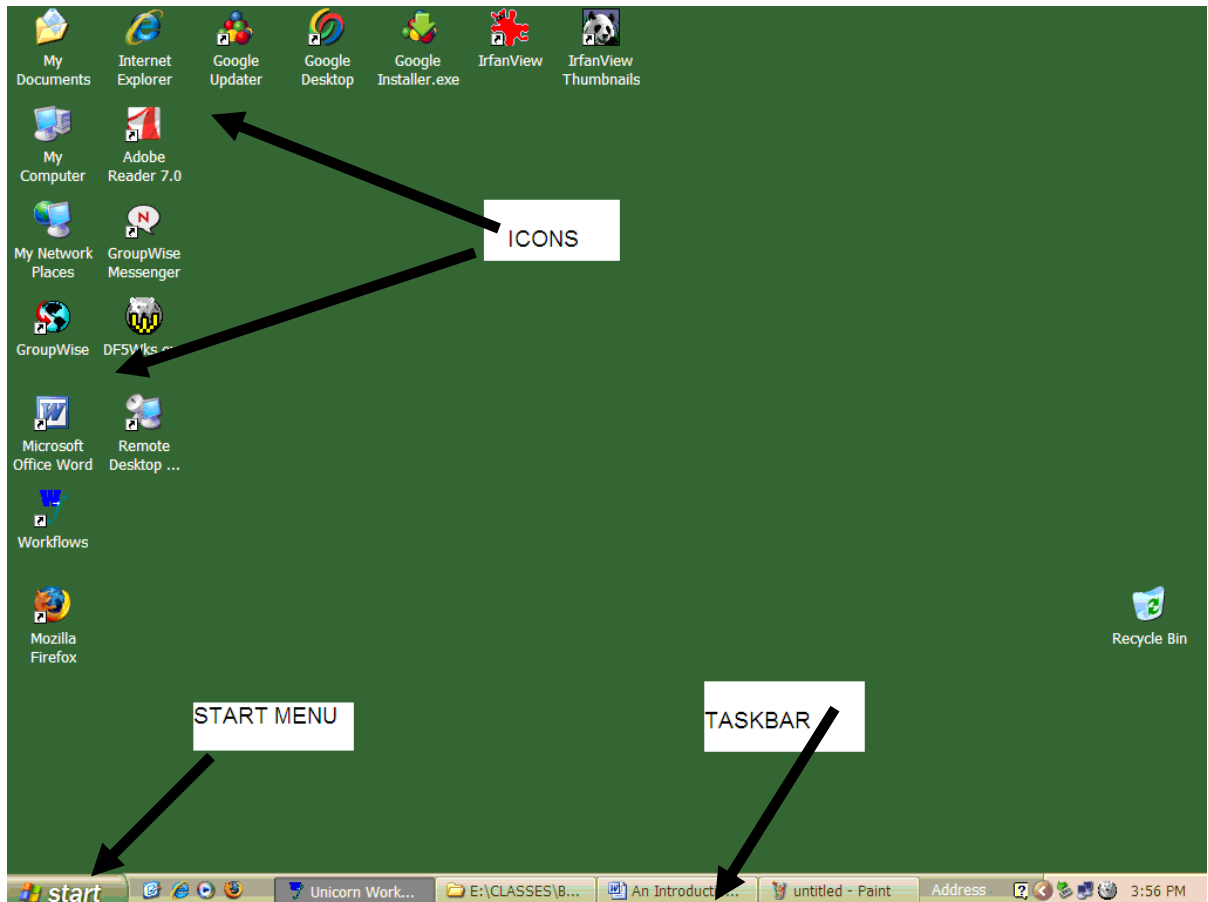 My Documents
Internet Explorer
Google Updater
Google Desktop
Google Installer.exe
IrfanView
IrfanView Thumbnails
My Computer
Adobe Reader 7.0
ICONS
My Network Places
GroupWise Messenger
N
GroupWise
DF5Wks
W
Microsoft Office Word
Remote Desktop ...
Workflows
Mozilla Firefox
Recycle Bin
START MENU
TASKBAR
start
Unicorn Work...
E:\CLASSES\B...
An
untitled - Paint
Address
3:56 PM